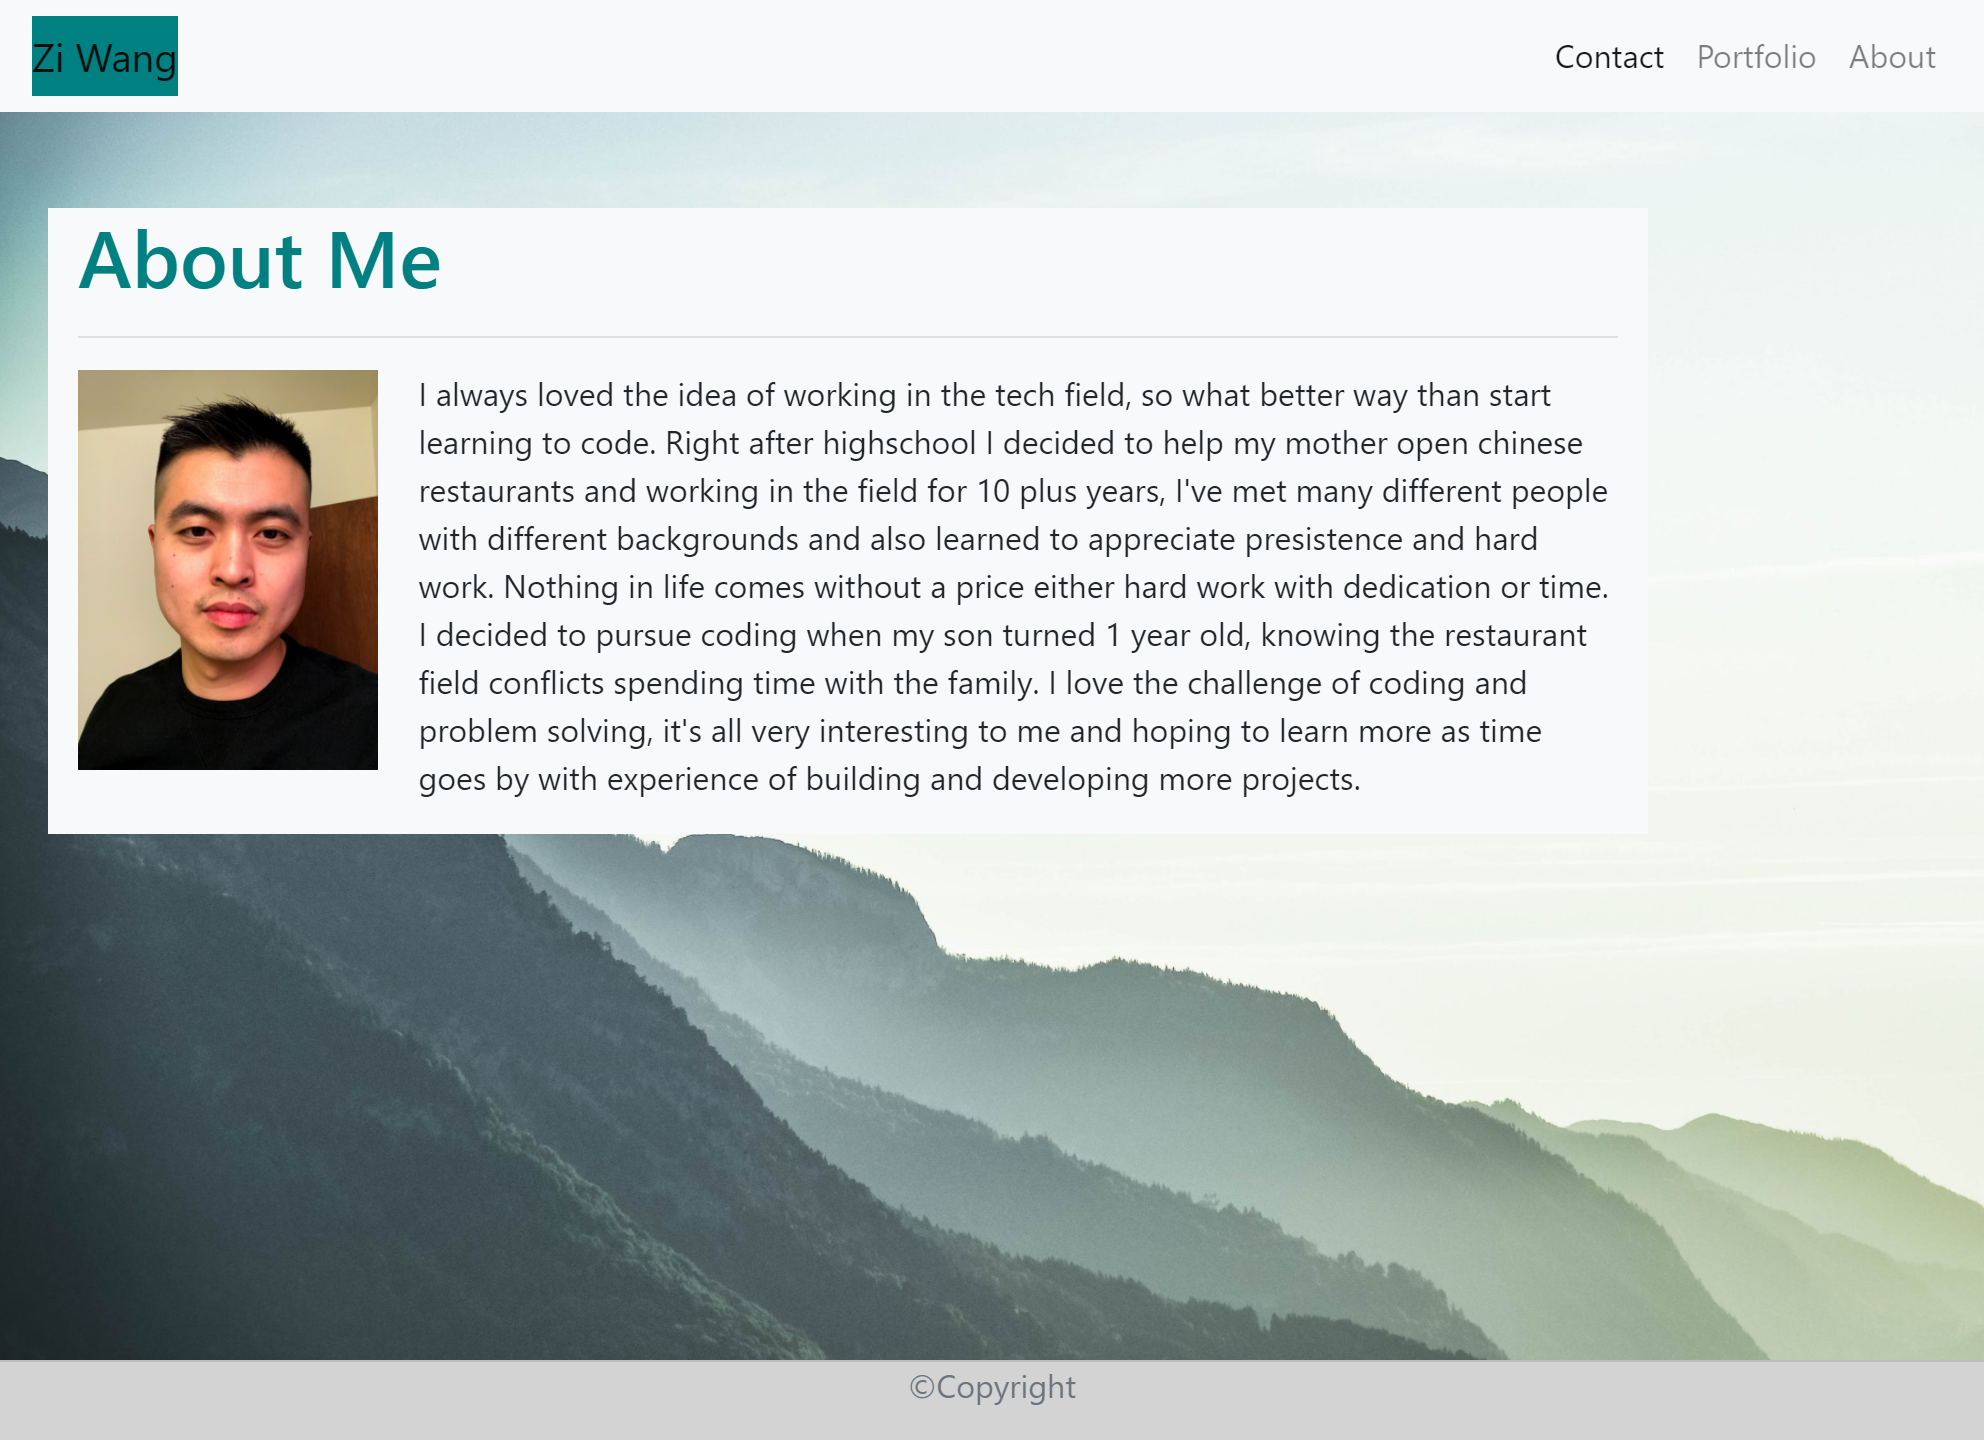 Zi Wang
Contact Portfolio About
About Me
I always loved the idea of working in the tech field, so what better way than start
learning to code. Right after highschool I decided to help my mother open chinese
restaurants and working in the field for 10 plus years, I've met many different people
with different backgrounds and also learned to appreciate presistence and hard
work. Nothing in life comes without a price either hard work with dedication or time.
I decided to pursue coding when my son turned 1 year old, knowing the restaurant
field conflicts spending time with the family. I love the challenge of coding and
problem solving, it's all very interesting to me and hoping to learn more as time
goes by with experience of building and developing more projects.
©Copyright